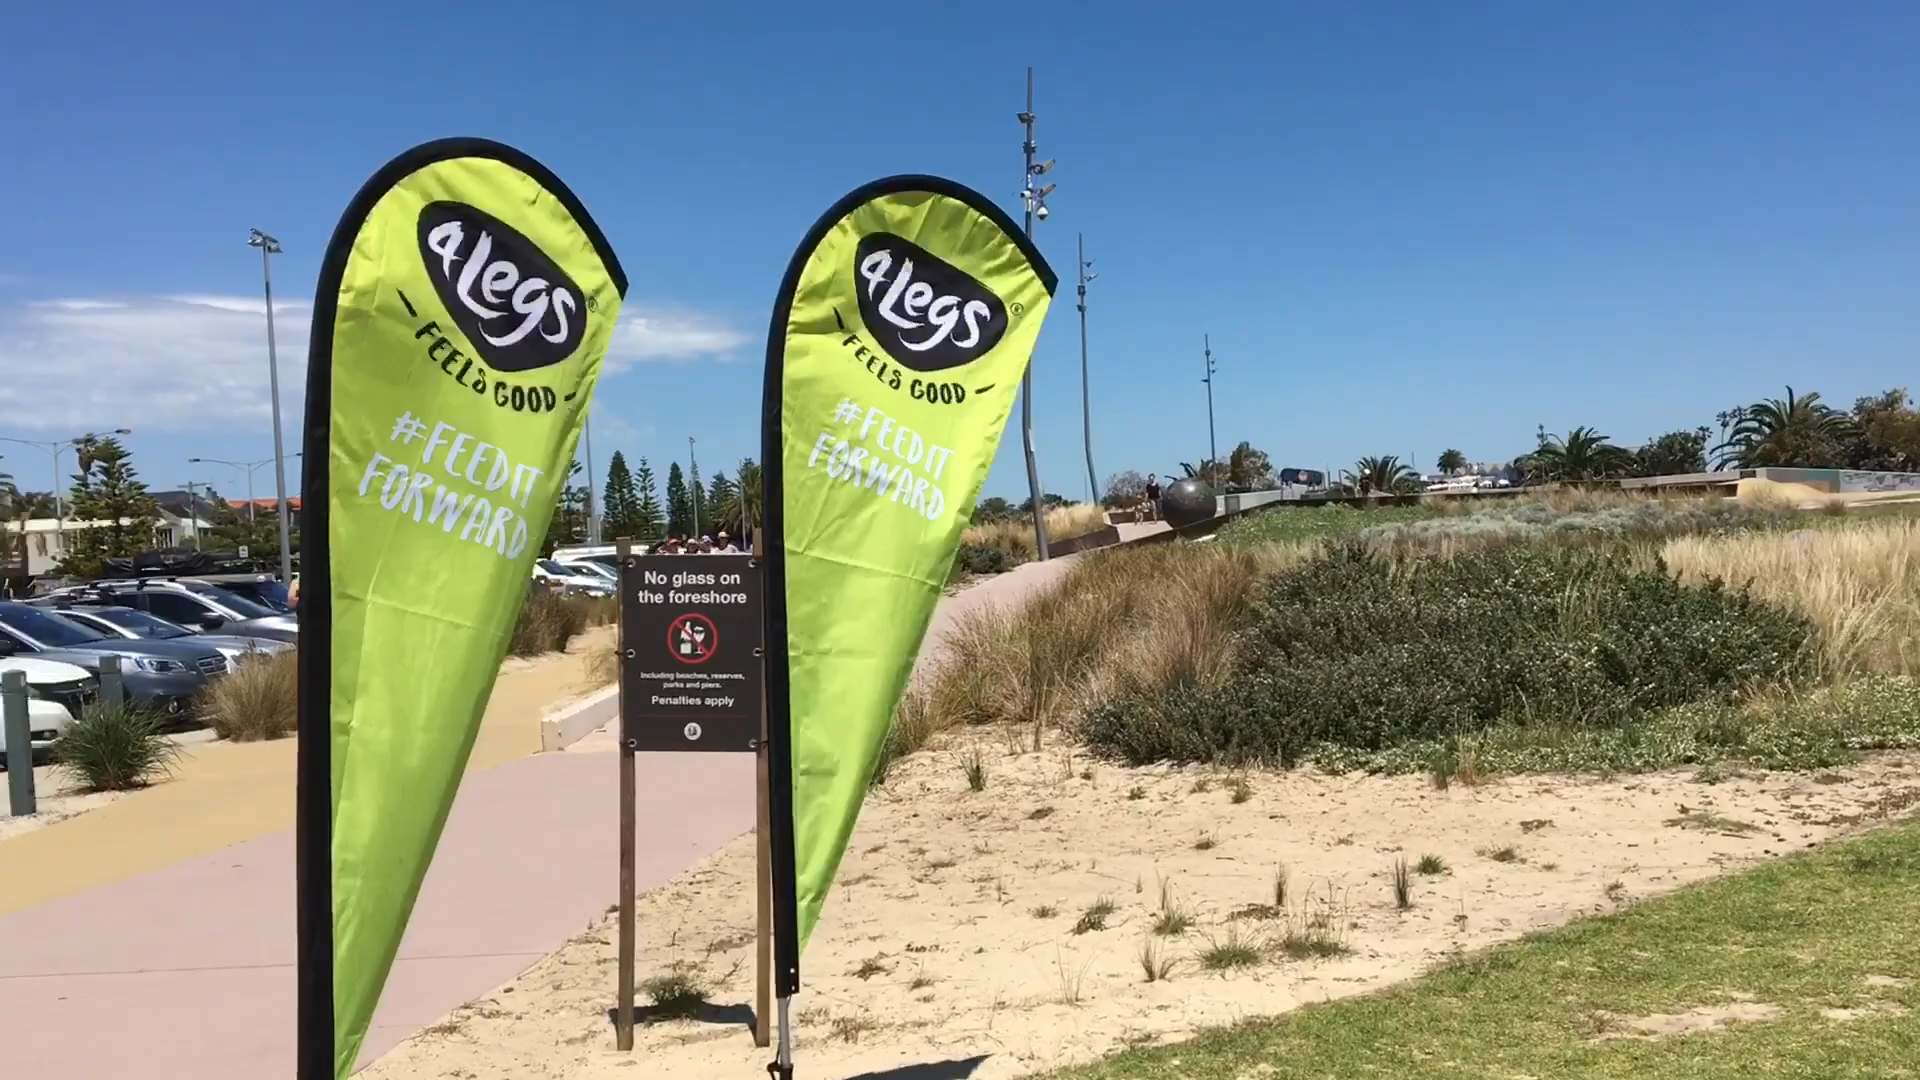 4Legs®
FEELS GOOD
#FEED IT
FORWARD
4Legs®
FEELS GOOD
#FEED IT
FORWARD
No glass on
the foreshore
Including beaches, reserves,
parks and piers.
Penalties apply